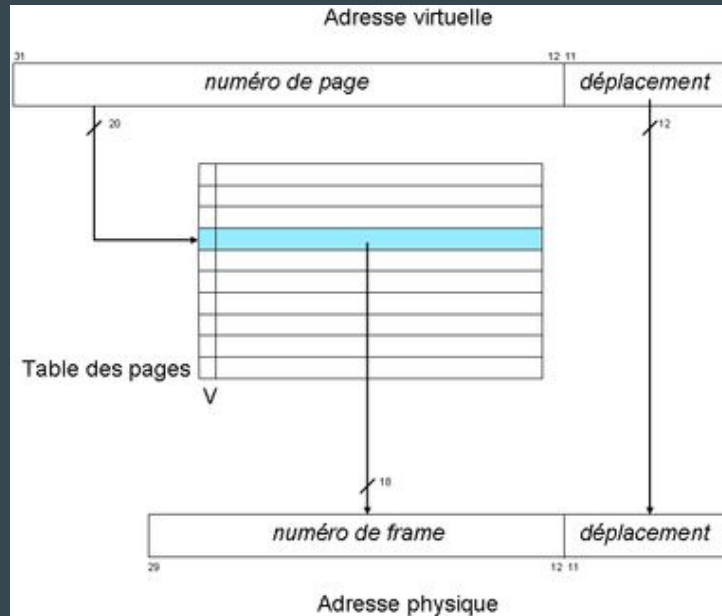 Adresse virtuelle
31 12 11
numéro de page déplacement
20 12
Table des pages
V
18
numéro de frame déplacement
29 12 11
Adresse physique